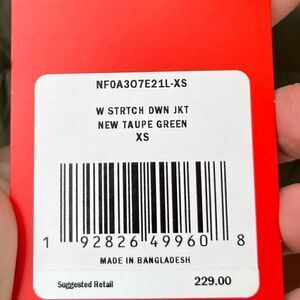 NF0A3O7E21L-XS
W STRTCH DWN JKT
NEW TAUPE GREEN
XS
1 92826 49960 8
MADE IN BANGLADESH
Suggested Retail 229.00